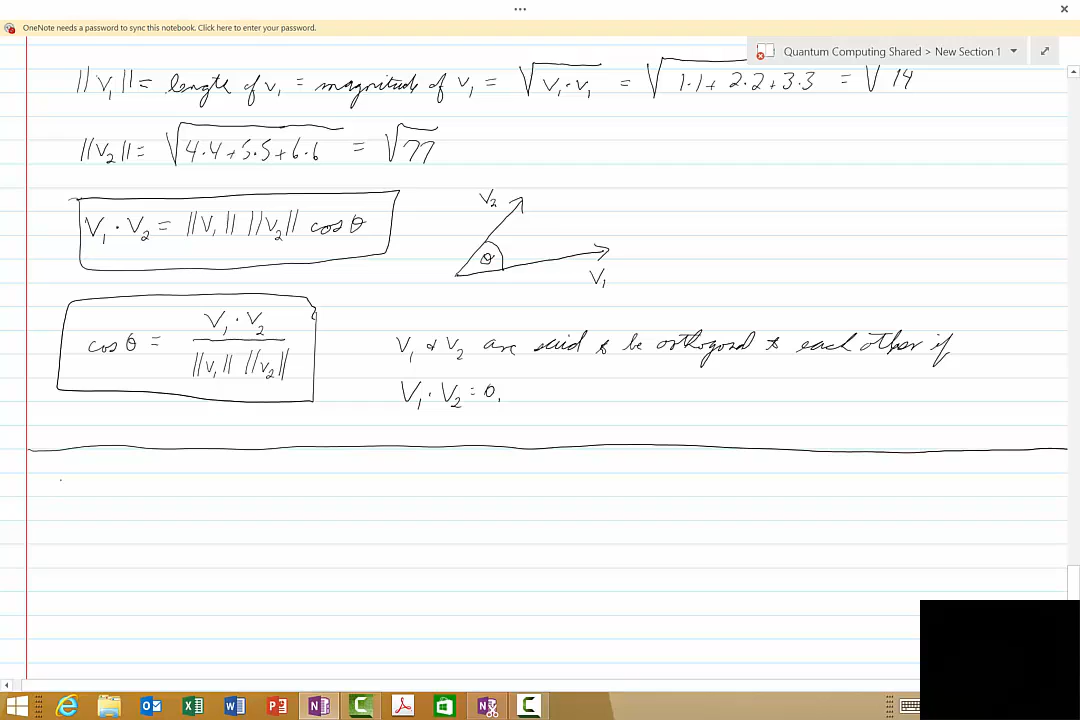 OneNote needs a password to sync this notebook. Click here to enter your password.
Quantum Computing Shared > New Section 1
||V₁|| = length of v₁ = magnitude of v₁ = √(V₁·V₁) = √(1·1 + 2·2 + 3·3) = √14
||V₂|| = √(4·4 + 5·5 + 6·6) = √77
V₁ · V₂ = ||V₁|| ||V₂|| cos θ
V₂
θ
V₁
cos θ = (V₁ · V₂) / (||V₁|| ||V₂||)
V₁ & V₂ are said to be orthogonal to each other if
V₁ · V₂ = 0.